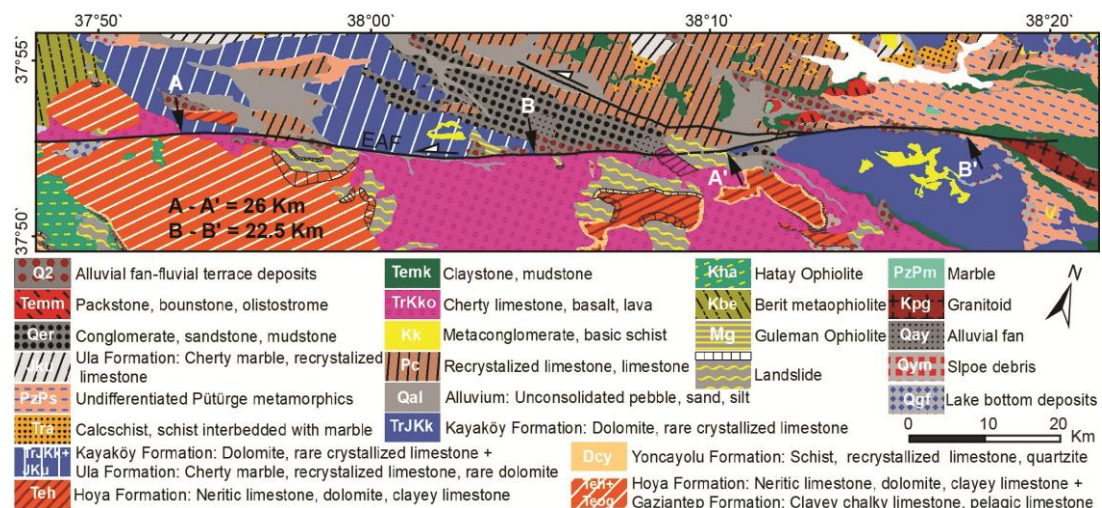 37°50' 38°00' 38°10' 38°20'
37°55'
A
B
EAF
A'
B'
A - A' = 26 Km
B - B' = 22.5 Km
37°50'
Q2 Alluvial fan-fluvial terrace deposits
Temm Packstone, bounstone, olistostrome
Qer Conglomerate, sandstone, mudstone
JKu Ula Formation: Cherty marble, recrystalized
limestone
PzPs Undifferentiated Pütürge metamorphics
Tra Calcschist, schist interbedded with marble
TrJKk+ Kayaköy Formation: Dolomite, rare crystallized limestone +
JKu Ula Formation: Cherty marble, recrystalized limestone, rare dolomite
Teh Hoya Formation: Neritic limestone, dolomite, clayey limestone
Temk Claystone, mudstone
TrKko Cherty limestone, basalt, lava
Kk Metaconglomerate, basic schist
Pc Recrystalized limestone, limestone
Qal Alluvium: Unconsolidated pebble, sand, silt
TrJKk Kayaköy Formation: Dolomite, rare crystallized limestone
Kha Hatay Ophiolite
Kbe Berit metaophiolite
Mg Guleman Ophiolite
Landslide
PzPm Marble
Kpg Granitoid
Qay Alluvial fan
Qym Slpoe debris
Qgf Lake bottom deposits
N
0 10 20
Km
Dcy Yoncayolu Formation: Schist, recrystallized limestone, quartzite
Teh+ Hoya Formation: Neritic limestone, dolomite, clayey limestone +
Teog Gaziantep Formation: Clayey chalky limestone, pelagic limestone